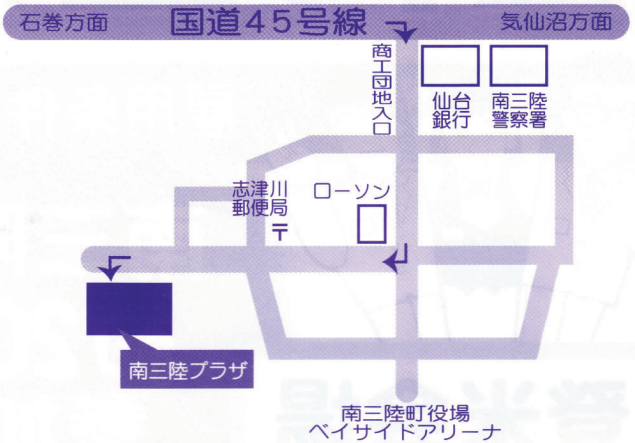 石巻方面
国道45号線
気仙沼方面
商工団地入口
仙台
銀行
南三陸
警察署
志津川
郵便局
〒
ローソン
南三陸プラザ
南三陸町役場
ベイサイドアリーナ